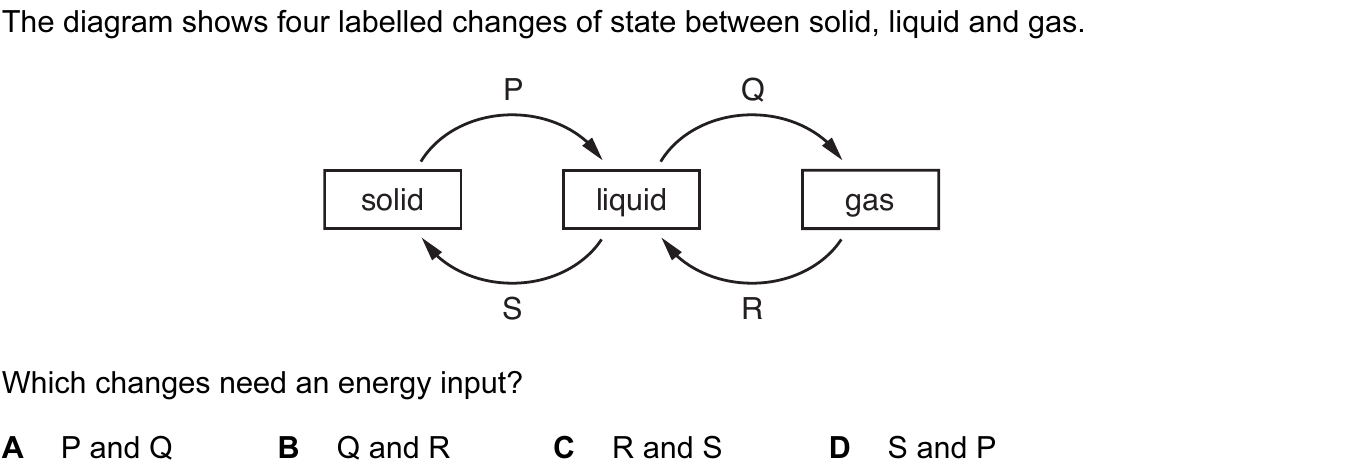 The diagram shows four labelled changes of state between solid, liquid and gas.
P Q
solid liquid gas
S R
Which changes need an energy input?
A P and Q B Q and R C R and S D S and P